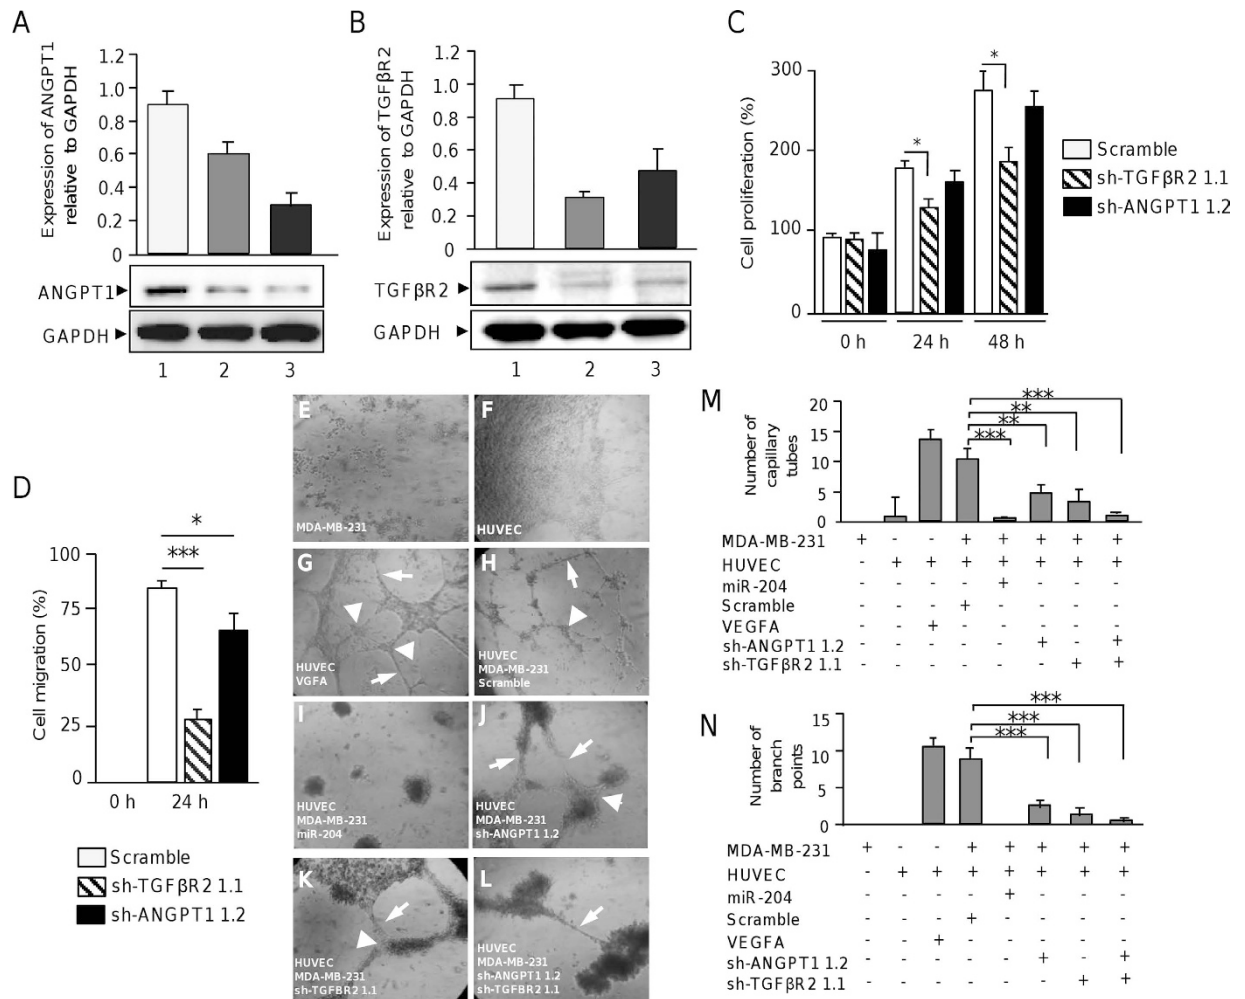 A
Expression of ANGPT1
relative to GAPDH
1.2
1.0
0.8
0.6
0.4
0.2
0
ANGPT1
GAPDH
1 2 3
B
Expression of TGFβR2
relative to GAPDH
1.2
1.0
0.8
0.6
0.4
0.2
0
TGFβR2
GAPDH
1 2 3
C
Cell proliferation (%)
300
200
100
0
*
*
0 h 24 h 48 h
Scramble
sh-TGFβR2 1.1
sh-ANGPT1 1.2
D
Cell migration (%)
100
75
50
25
0
*
***
0 h 24 h
Scramble
sh-TGFβR2 1.1
sh-ANGPT1 1.2
E
MDA-MB-231
F
HUVEC
G
HUVEC
VGFA
H
HUVEC
MDA-MB-231
Scramble
I
HUVEC
MDA-MB-231
miR-204
J
HUVEC
MDA-MB-231
sh-ANGPT1 1.2
K
HUVEC
MDA-MB-231
sh-TGFBR2 1.1
L
HUVEC
MDA-MB-231
sh-ANGPT1 1.2
sh-TGFBR2 1.1
M
Number of
capillary
tubes
20
15
10
5
0
***
**
**
***
MDA-MB-231 + - - + + + + +
HUVEC - + + + + + + +
miR-204 - - - - + - - -
Scramble - - - + - - - -
VEGFA - - + - - - - -
sh-ANGPT1 1.2 - - - - - + - +
sh-TGFβR2 1.1 - - - - - - + +
N
Number of
branch
points
15
10
5
0
***
***
***
MDA-MB-231 + - - + + + + +
HUVEC - + + + + + + +
miR-204 - - - - + - - -
Scramble - - - + - - - -
VEGFA - - + - - - - -
sh-ANGPT1 1.2 - - - - - + - +
sh-TGFβR2 1.1 - - - - - - + +